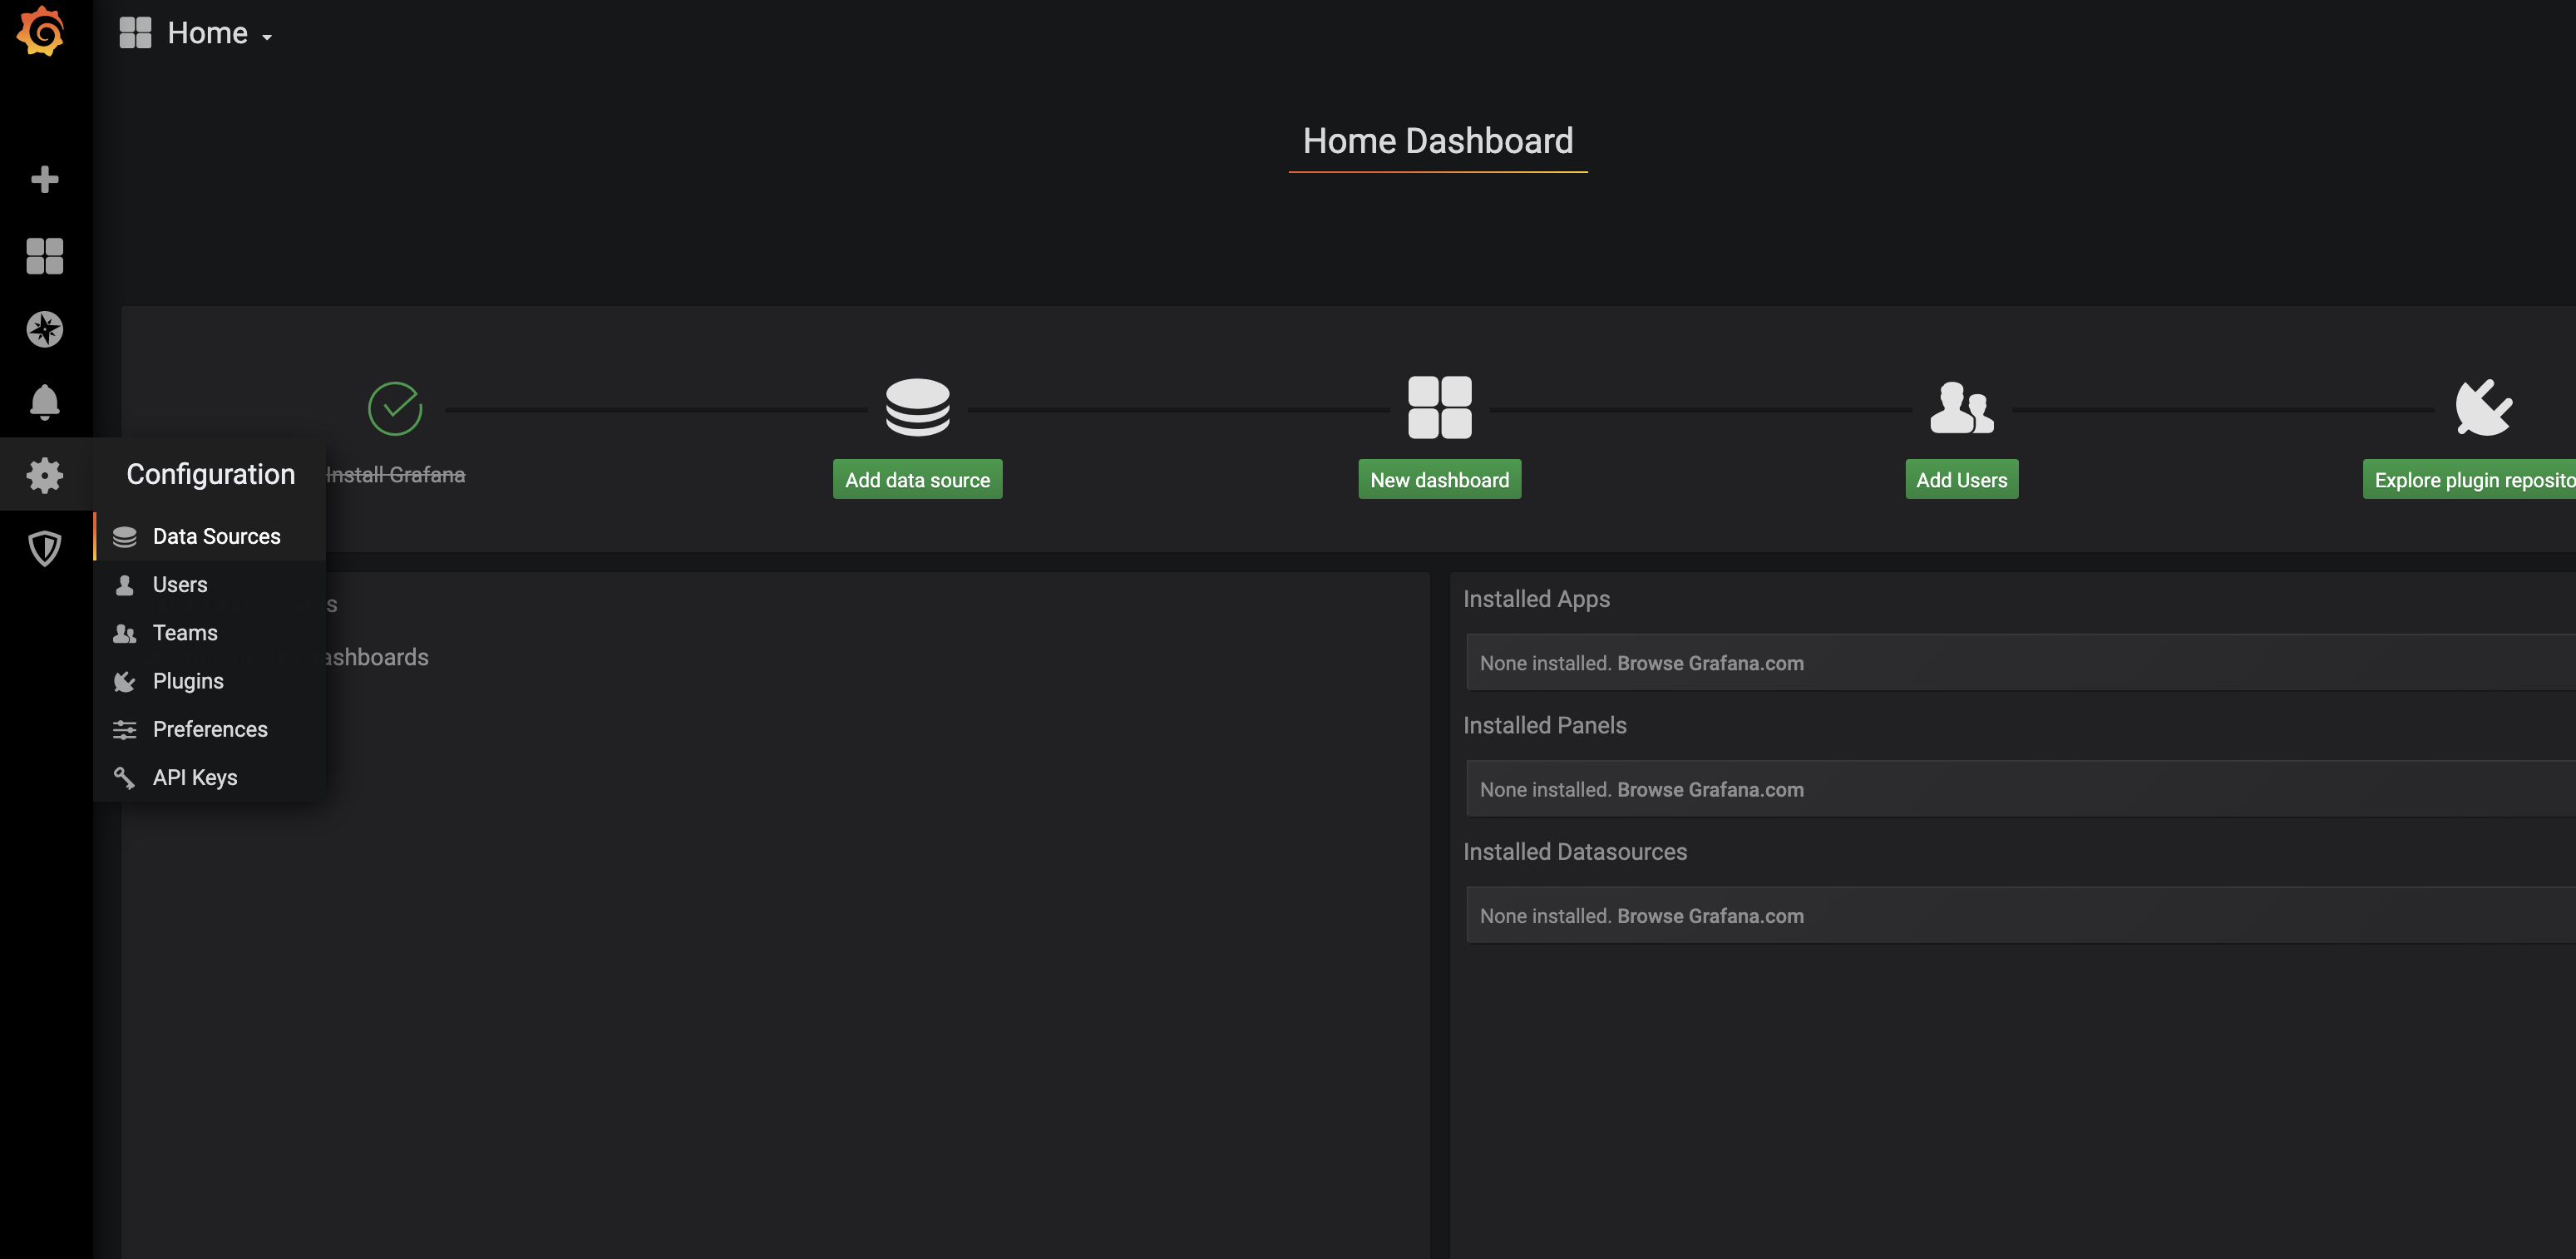 Home
Home Dashboard
Install Grafana
Add data source
New dashboard
Add Users
Explore plugin
Configuration
Data Sources
Users
Teams
Plugins
Preferences
API Keys
Installed Apps
None installed. Browse Grafana.com
Installed Panels
None installed. Browse Grafana.com
Installed Datasources
None installed. Browse Grafana.com